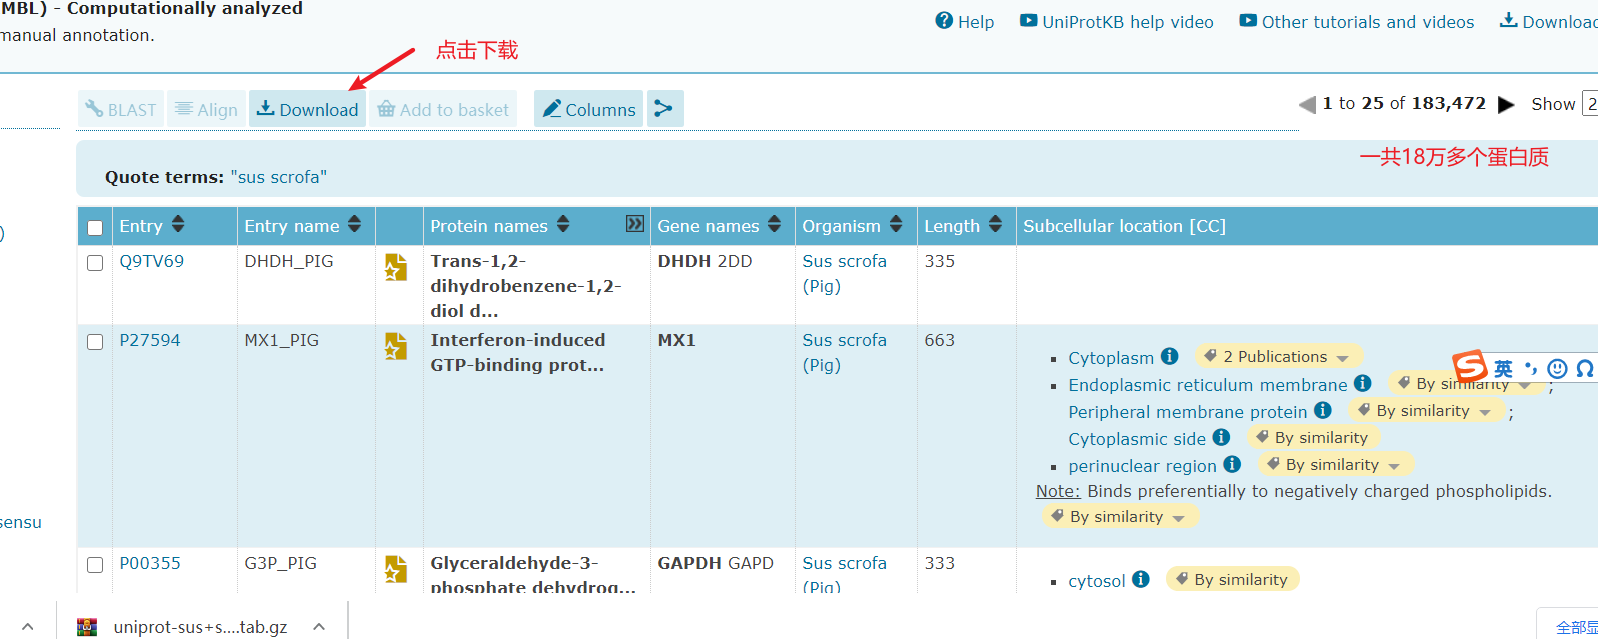 MBL) - Computationally analyzed
manual annotation.
Help UniProtKB help video Other tutorials and videos Download
点击下载
BLAST Align Download Add to basket Columns
1 to 25 of 183,472 Show 2
一共18万多个蛋白质
Quote terms: "sus scrofa"
Entry Entry name Protein names Gene names Organism Length Subcellular location [CC]
)
Q9TV69 DHDH_PIG Trans-1,2- DHDH 2DD Sus scrofa 335
dihydrobenzene-1,2- (Pig)
diol d...
P27594 MX1_PIG Interferon-induced MX1 Sus scrofa 663
GTP-binding prot... (Pig)
Cytoplasm 2 Publications
Endoplasmic reticulum membrane By similarity ;
Peripheral membrane protein By similarity ;
Cytoplasmic side By similarity
perinuclear region By similarity
Note: Binds preferentially to negatively charged phospholipids.
By similarity
S 英
sensu
P00355 G3P_PIG Glyceraldehyde-3- GAPDH GAPD Sus scrofa 333
phosphate dehydrog... (Pig)
cytosol By similarity
uniprot-sus+s....tab.gz
全部显